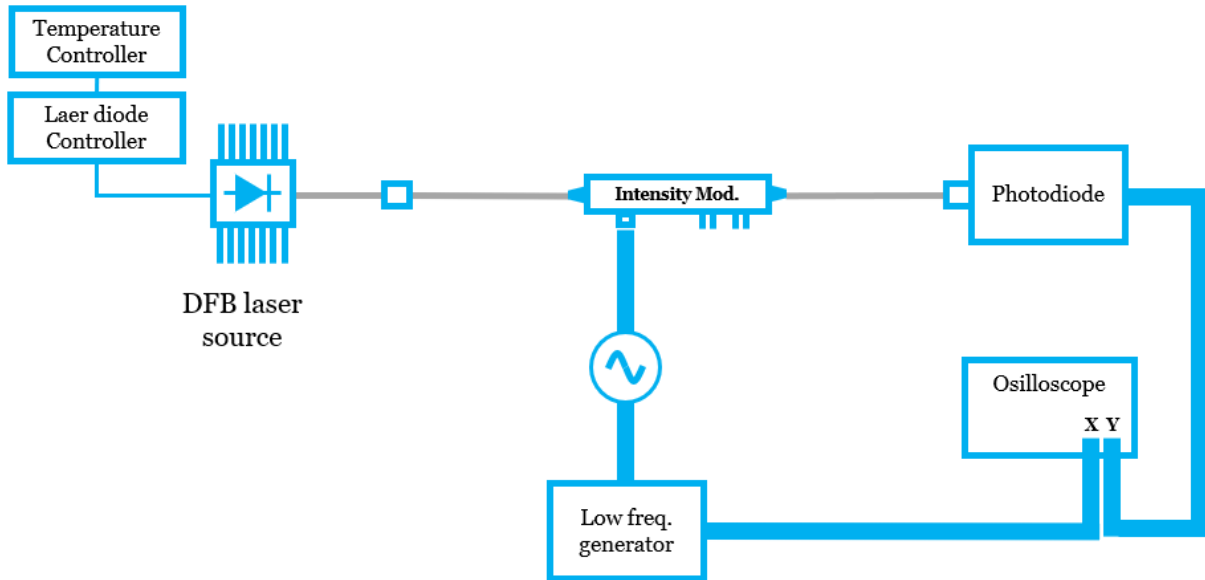 Temperature
Controller
Laer diode
Controller
DFB laser
source
Intensity Mod.
Photodiode
Osilloscope
X Y
Low freq.
generator